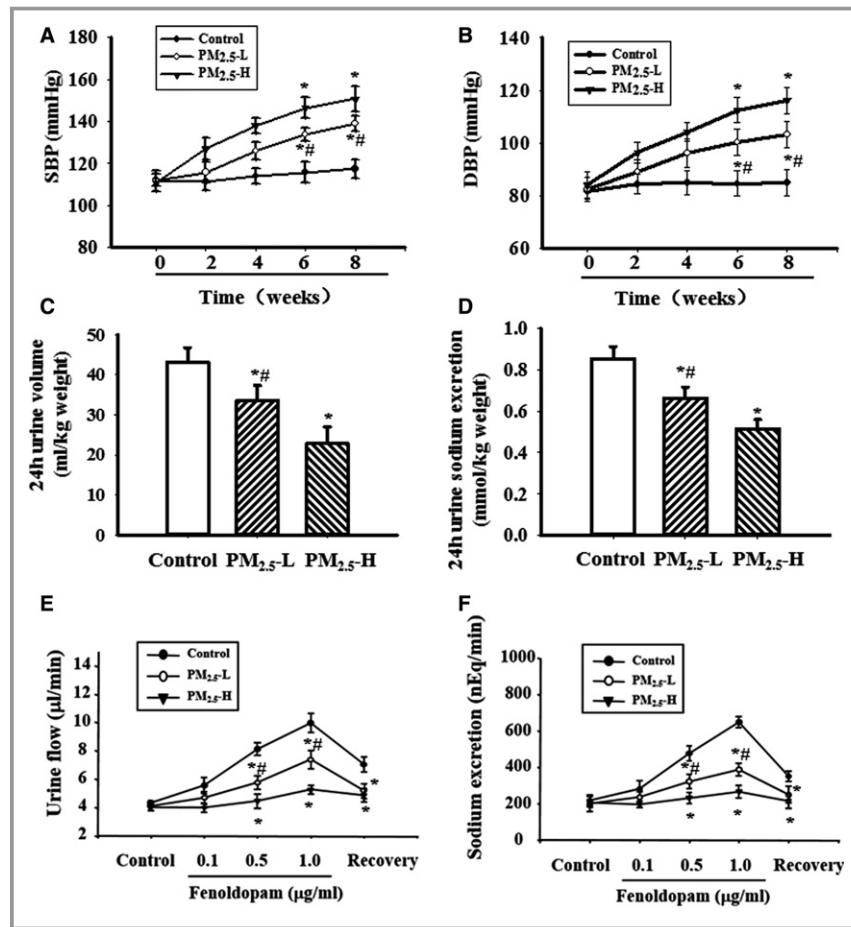 A
Control
PM2.5-L
PM2.5-H
SBP (mmHg)
180
160
140
120
100
80
*
*
*#
*#
0 2 4 6 8
Time（weeks）
B
Control
PM2.5-L
PM2.5-H
DBP (mmHg)
140
120
100
80
60
*
*
*#
*#
0 2 4 6 8
Time（weeks）
C
24h urine volume
(ml/kg weight)
50
40
30
20
10
0
*#
*
Control PM2.5-L PM2.5-H
D
24h urine sodium excretion
(mmol/kg weight)
1.0
0.8
0.6
0.4
0.2
0.0
*#
*
Control PM2.5-L PM2.5-H
E
Control
PM2.5-L
PM2.5-H
Urine flow (μl/min)
14
12
10
8
6
4
2
*#
*#
*
*
*
*
Control 0.1 0.5 1.0 Recovery
Fenoldopam (μg/ml)
F
Control
PM2.5-L
PM2.5-H
Sodium excretion (nEq/min)
1000
800
600
400
200
0
*#
*#
*
*
*
*
Control 0.1 0.5 1.0 Recovery
Fenoldopam (μg/ml)